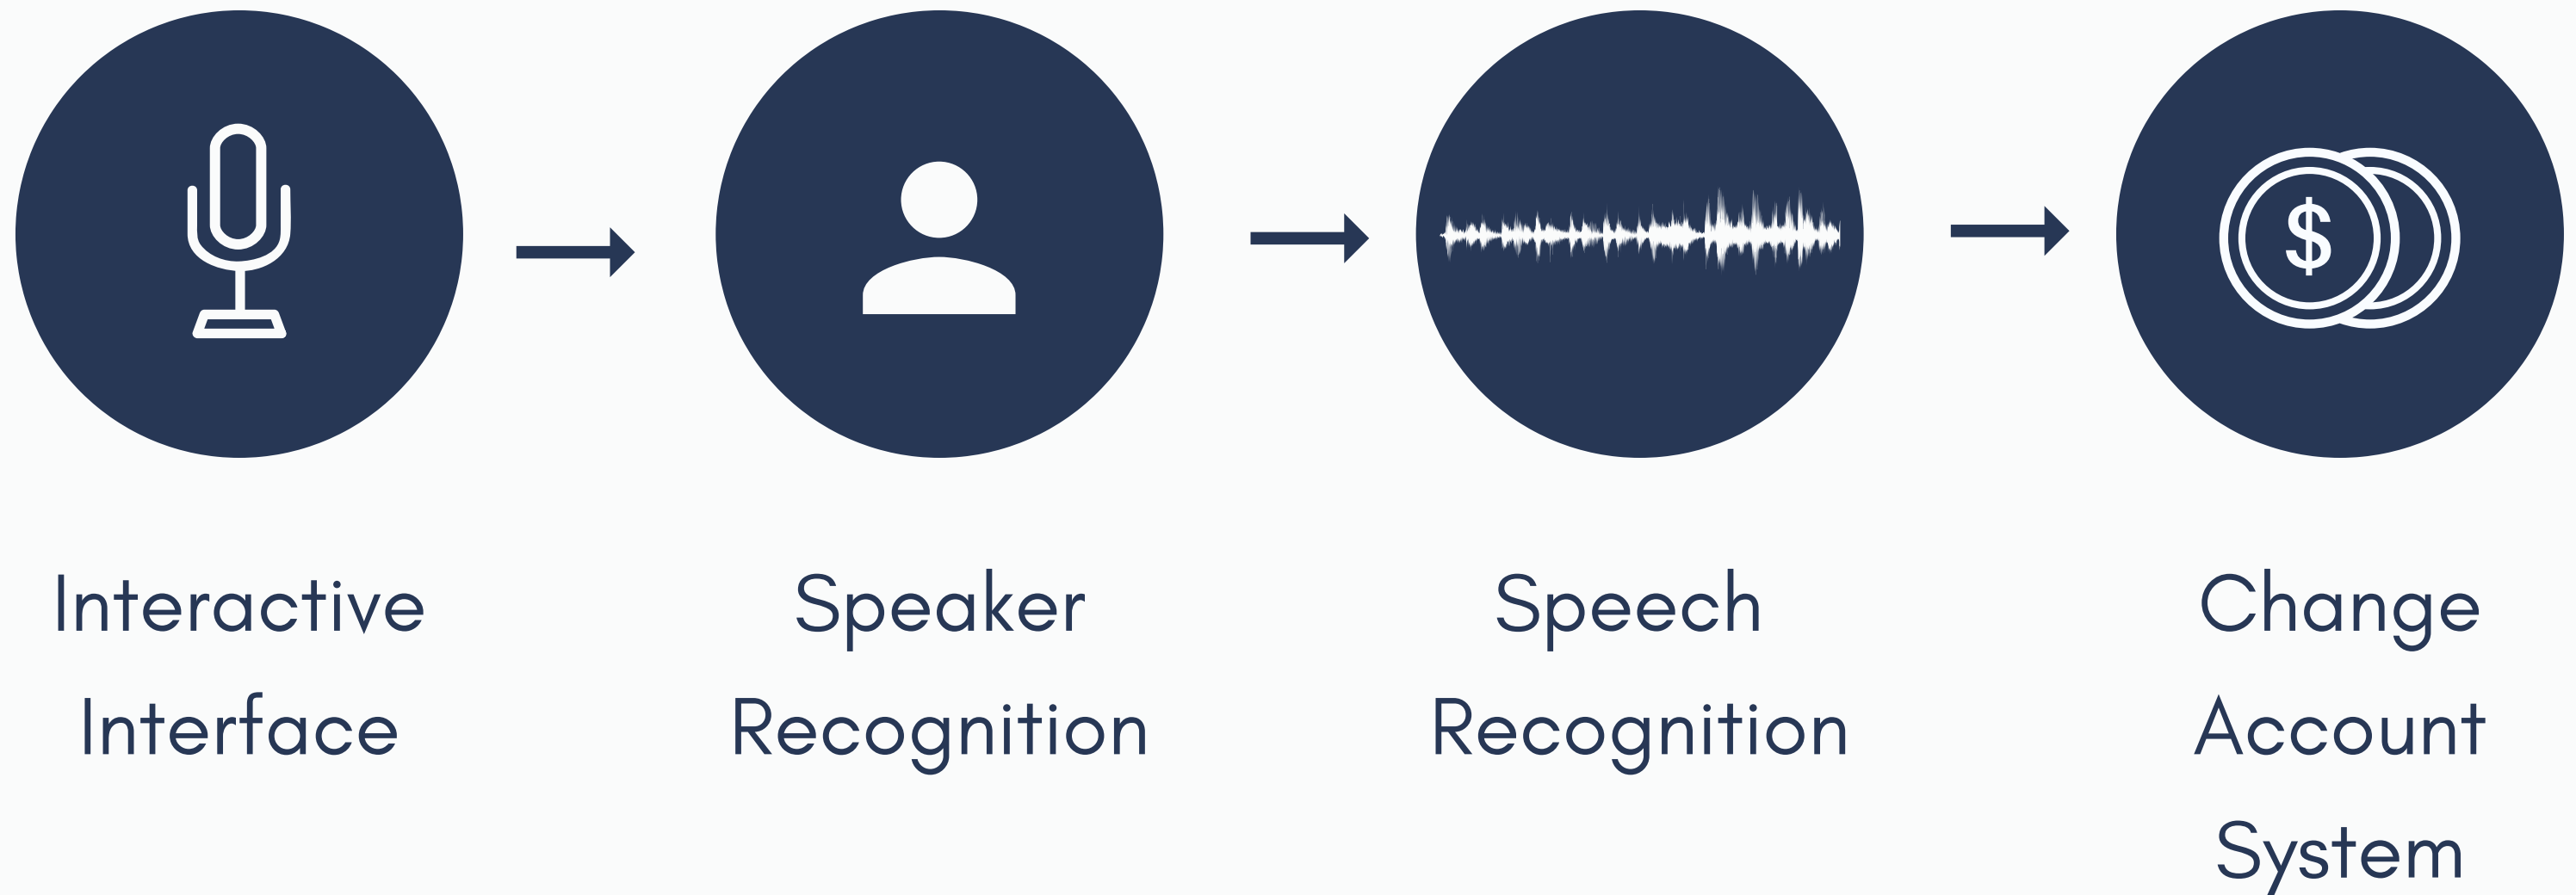 $
Interactive
Interface
Speaker
Recognition
Speech
Recognition
Change
Account
System